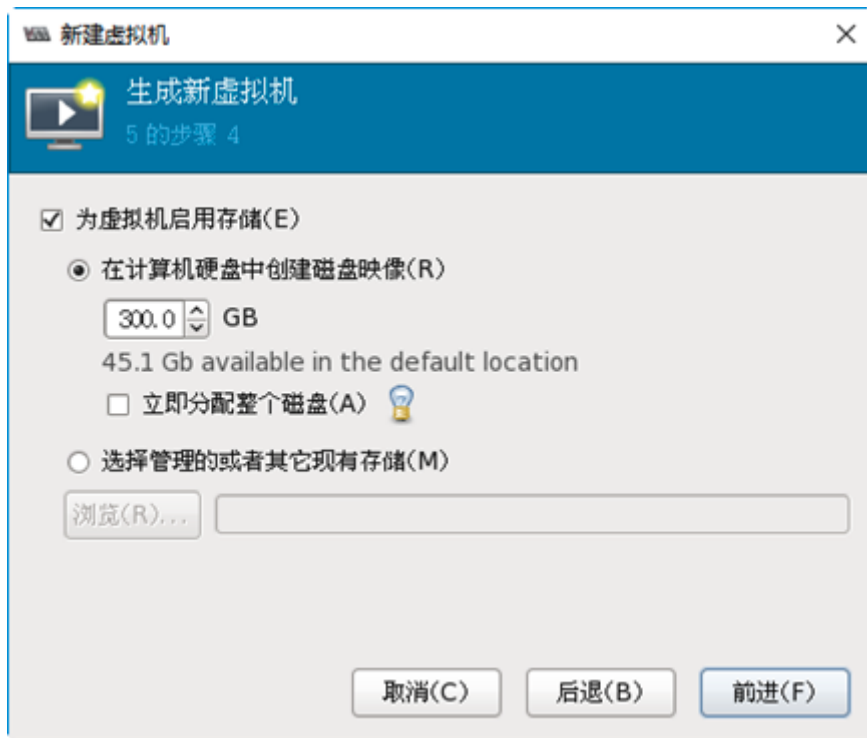 新建虚拟机
生成新虚拟机
5 的步骤 4
为虚拟机启用存储(E)
在计算机硬盘中创建磁盘映像(R)
300.0 GB
45.1 Gb available in the default location
立即分配整个磁盘(A)
选择管理的或者其它现有存储(M)
浏览(R)...
取消(C) 后退(B) 前进(F)